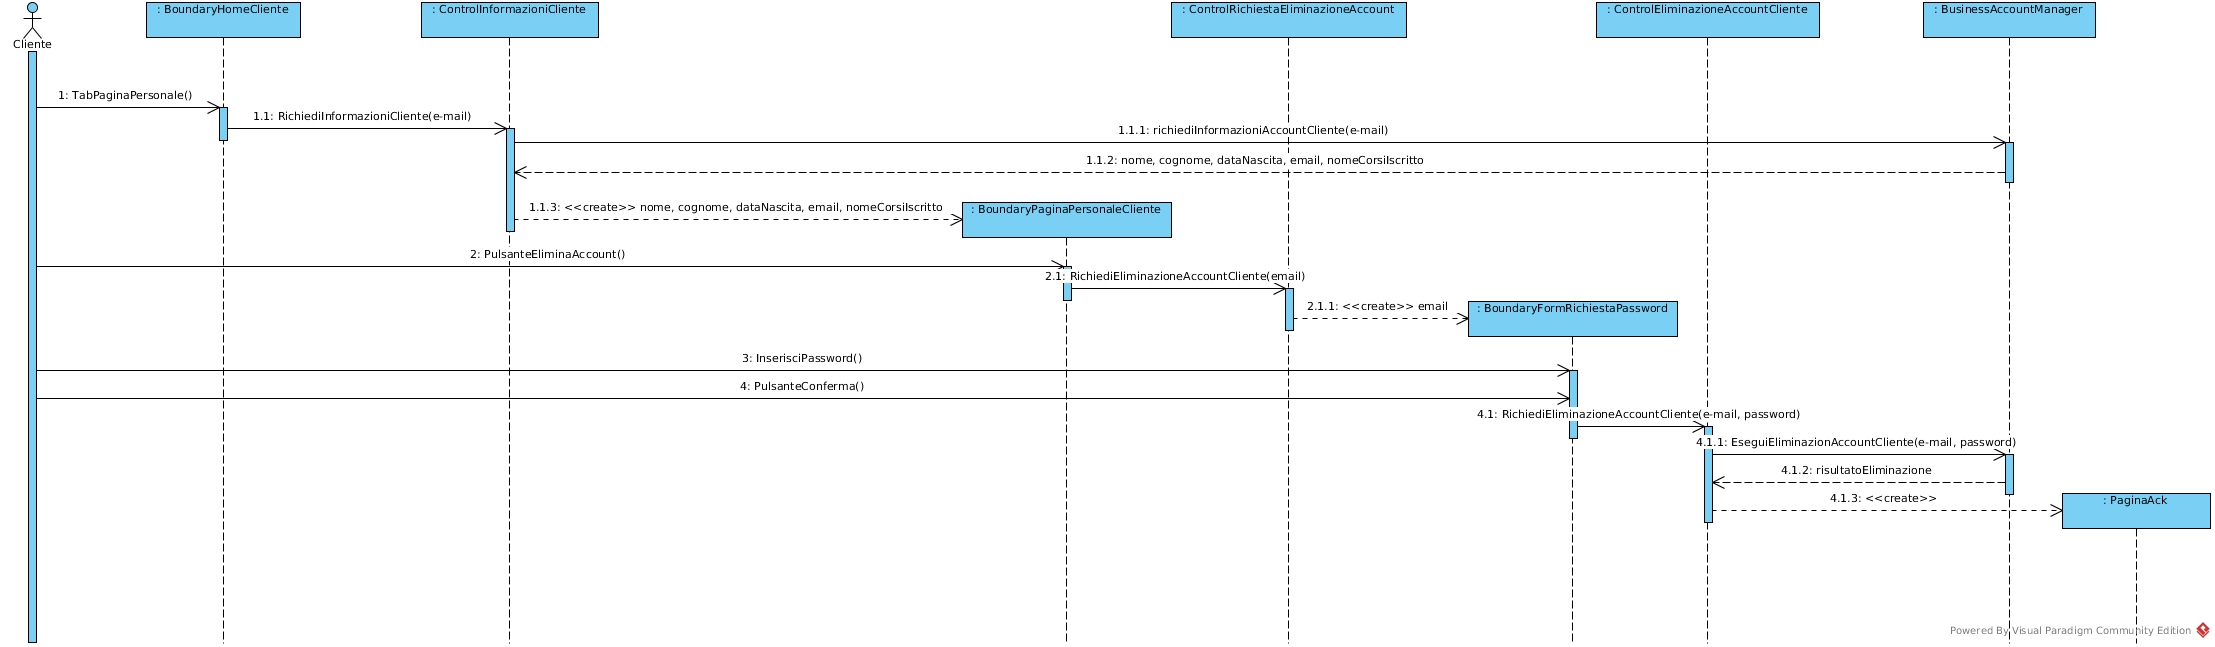 : BoundaryHomeCliente
: ControlInformazioniCliente
: ControlRichiestaEliminazioneAccount
: ControlEliminazioneAccountCliente
: BusinessAccountManager
Cliente
1: TabPaginaPersonale()
1.1: RichiediInformazioniCliente(e-mail)
1.1.1: richiediInformazioniAccountCliente(e-mail)
1.1.2: nome, cognome, dataNascita, email, nomeCorsiIscritto
1.1.3: <<create>> nome, cognome, dataNascita, email, nomeCorsiIscritto
: BoundaryPaginaPersonaleCliente
2: PulsanteEliminaAccount()
2.1: RichiediEliminazioneAccountCliente(email)
2.1.1: <<create>> email
: BoundaryFormRichiestaPassword
3: InserisciPassword()
4: PulsanteConferma()
4.1: RichiediEliminazioneAccountCliente(e-mail, password)
4.1.1: EseguiEliminazionAccountCliente(e-mail, password)
4.1.2: risultatoEliminazione
4.1.3: <<create>>
: PaginaAck
Powered By Visual Paradigm Community Edition